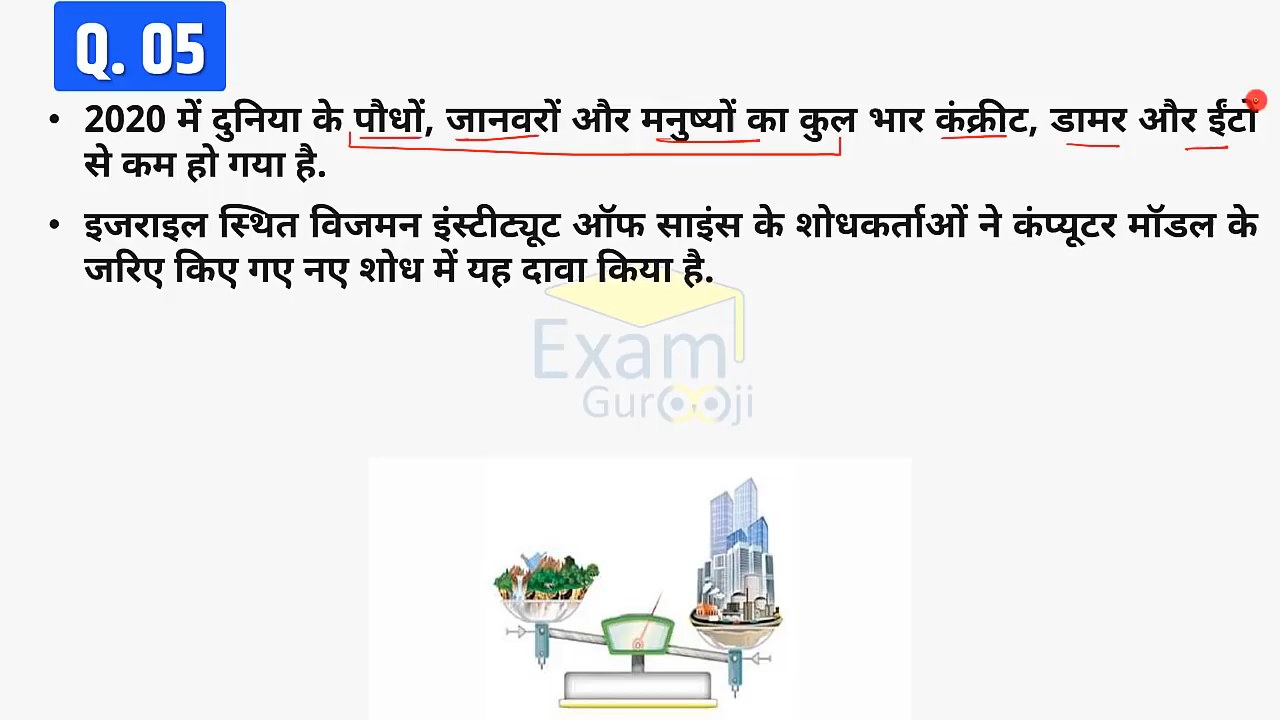 Q. 05
• 2020 में दुनिया के पौधों, जानवरों और मनुष्यों का कुल भार कंक्रीट, डामर और ईंटो
से कम हो गया है.
• इजराइल स्थित विजमन इंस्टीट्यूट ऑफ साइंस के शोधकर्ताओं ने कंप्यूटर मॉडल के
जरिए किए गए नए शोध में यह दावा किया है.
Exam
Gurooji